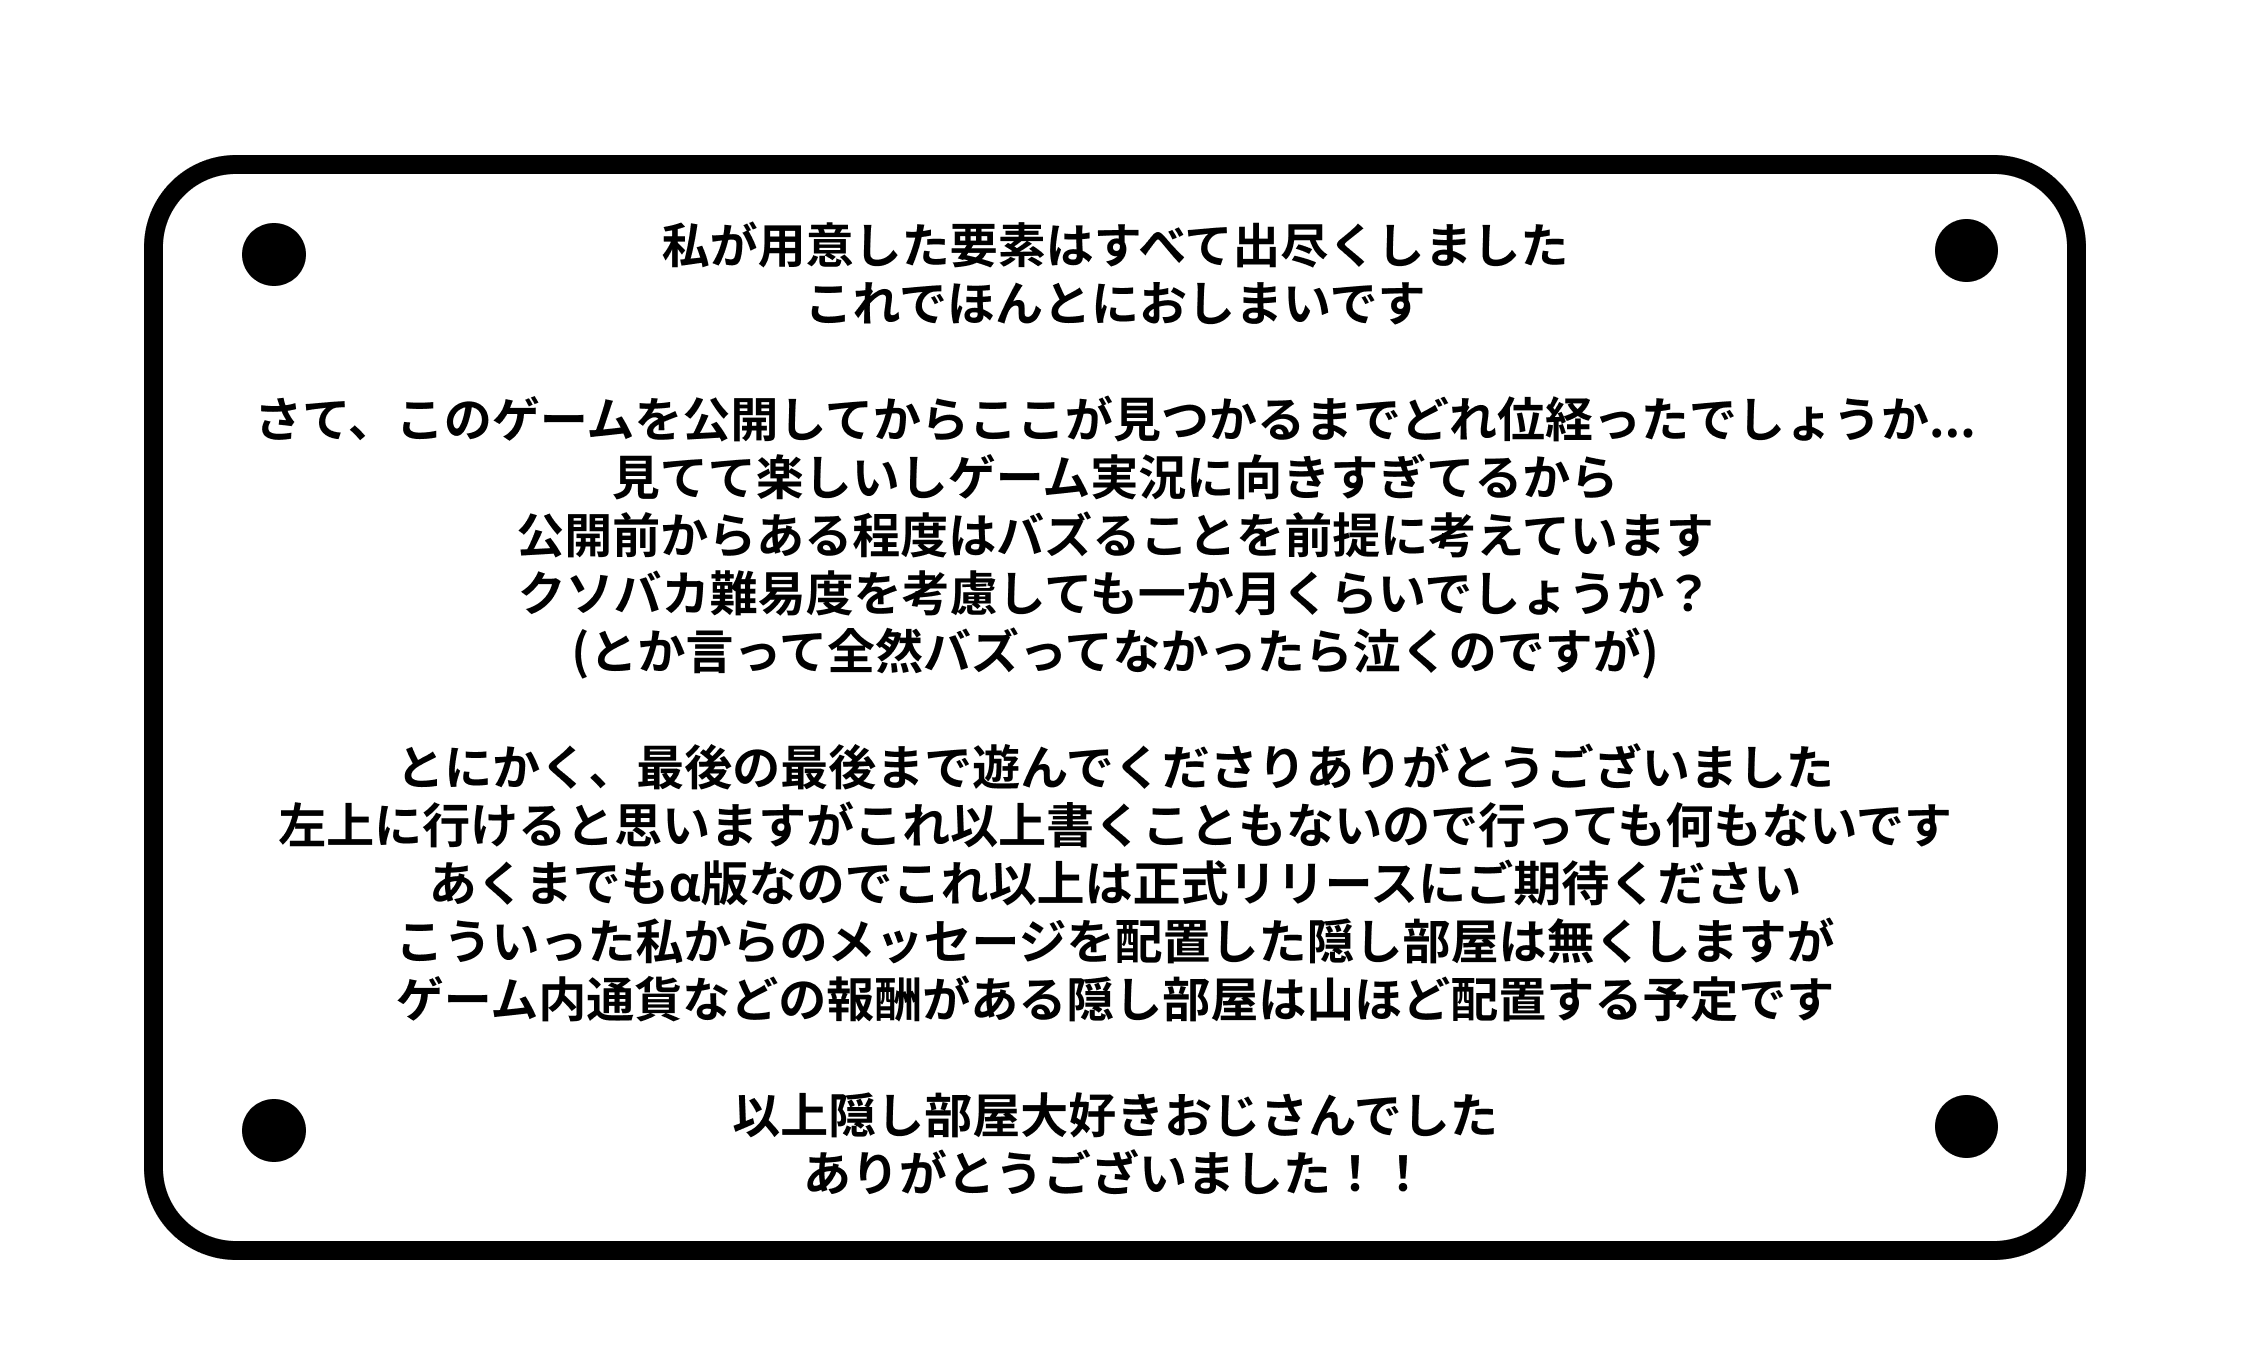 私が用意した要素はすべて出尽くしました
これでほんとにおしまいです
さて、このゲームを公開してからここが見つかるまでどれ位経ったでしょうか...
見てて楽しいしゲーム実況に向きすぎてるから
公開前からある程度はバズることを前提に考えています
クソバカ難易度を考慮しても一か月くらいでしょうか？
(とか言って全然バズってなかったら泣くのですが)
とにかく、最後の最後まで遊んでくださりありがとうございました
左上に行けると思いますがこれ以上書くこともないので行っても何もないです
あくまでもα版なのでこれ以上は正式リリースにご期待ください
こういった私からのメッセージを配置した隠し部屋は無くしますが
ゲーム内通貨などの報酬がある隠し部屋は山ほど配置する予定です
以上隠し部屋大好きおじさんでした
ありがとうございました！！